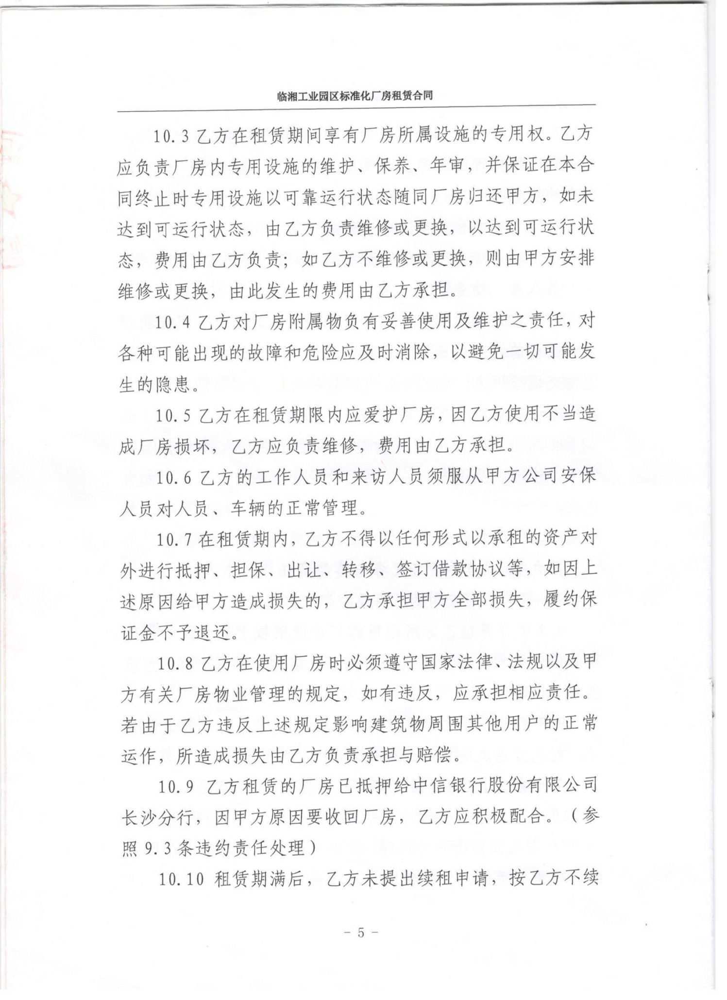 临湘工业园区标准化厂房租赁合同
10.3乙方在租赁期间享有厂房所属设施的专用权。乙方
应负责厂房内专用设施的维护、保养、年审，并保证在本合
同终止时专用设施以可靠运行状态随同厂房归还甲方，如未
达到可运行状态，由乙方负责维修或更换，以达到可运行状
态，费用由乙方负责；如乙方不维修或更换，则由甲方安排
维修或更换，由此发生的费用由乙方承担。
10.4乙方对厂房附属物负有妥善使用及维护之责任，对
各种可能出现的故障和危险应及时消除，以避免一切可能发
生的隐患。
10.5乙方在租赁期限内应爱护厂房，因乙方使用不当造
成厂房损坏，乙方应负责维修，费用由乙方承担。
10.6乙方的工作人员和来访人员须服从甲方公司安保
人员对人员、车辆的正常管理。
10.7在租赁期内，乙方不得以任何形式以承租的资产对
外进行抵押、担保、出让、转移、签订借款协议等，如因上
述原因给甲方造成损失的，乙方承担甲方全部损失，履约保
证金不予退还。
10.8乙方在使用厂房时必须遵守国家法律、法规以及甲
方有关厂房物业管理的规定，如有违反，应承担相应责任。
若由于乙方违反上述规定影响建筑物周围其他用户的正常
运作，所造成损失由乙方负责承担与赔偿。
10.9 乙方租赁的厂房已抵押给中信银行股份有限公司
长沙分行，因甲方原因要收回厂房，乙方应积极配合。（参
照9.3条违约责任处理）
10.10 租赁期满后，乙方未提出续租申请，按乙方不续
- 5 -